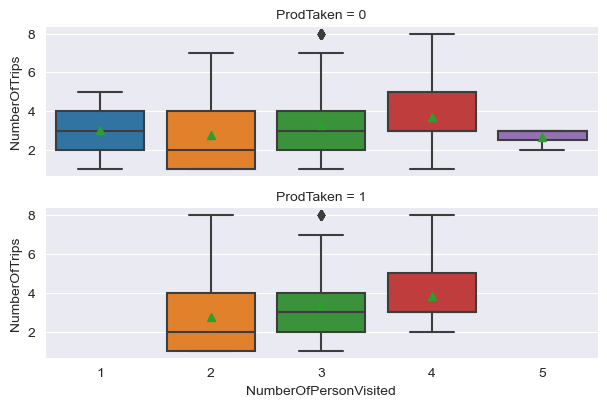 ProdTaken = 0
NumberOfTrips
8
6
4
2
ProdTaken = 1
NumberOfTrips
8
6
4
2
1 2 3 4 5
NumberOfPersonVisited